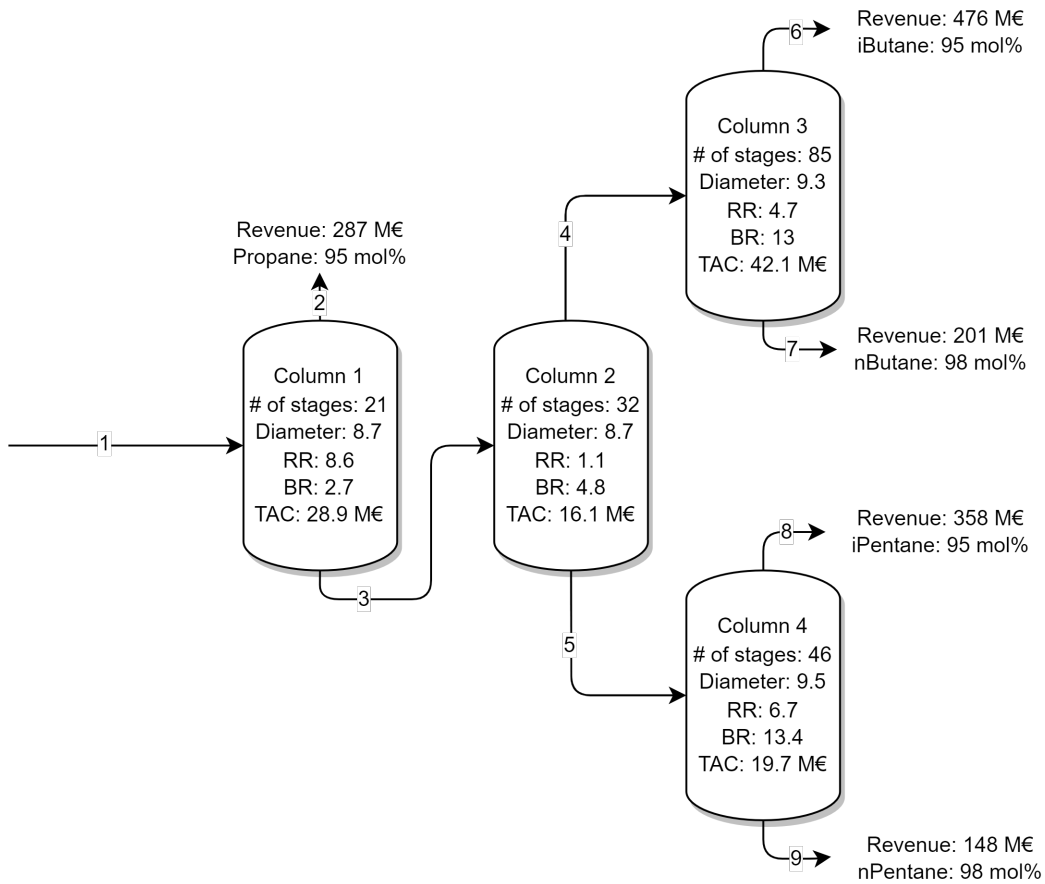 Revenue: 476 M€
iButane: 95 mol%
6
Column 3
# of stages: 85
Diameter: 9.3
RR: 4.7
BR: 13
TAC: 42.1 M€
4
Revenue: 287 M€
Propane: 95 mol%
2
Revenue: 201 M€
nButane: 98 mol%
7
1
Column 1
# of stages: 21
Diameter: 8.7
RR: 8.6
BR: 2.7
TAC: 28.9 M€
3
Column 2
# of stages: 32
Diameter: 8.7
RR: 1.1
BR: 4.8
TAC: 16.1 M€
5
Revenue: 358 M€
iPentane: 95 mol%
8
Column 4
# of stages: 46
Diameter: 9.5
RR: 6.7
BR: 13.4
TAC: 19.7 M€
9
Revenue: 148 M€
nPentane: 98 mol%